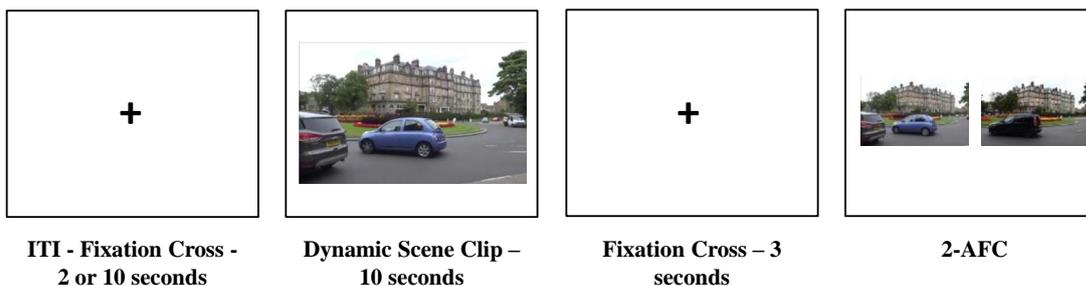 ITI - Fixation Cross -
2 or 10 seconds
Dynamic Scene Clip –
10 seconds
Fixation Cross – 3
seconds
2-AFC